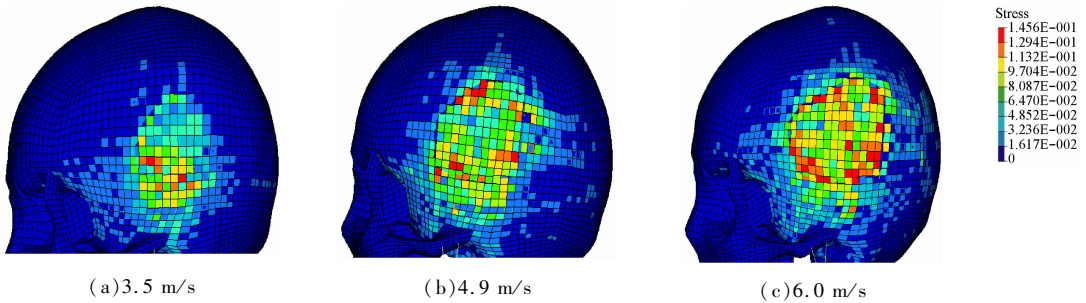 Stress
1.456E-001
1.294E-001
1.132E-001
9.704E-002
8.087E-002
6.470E-002
4.852E-002
3.236E-002
1.617E-002
0
(a)3.5 m/s
(b)4.9 m/s
(c)6.0 m/s